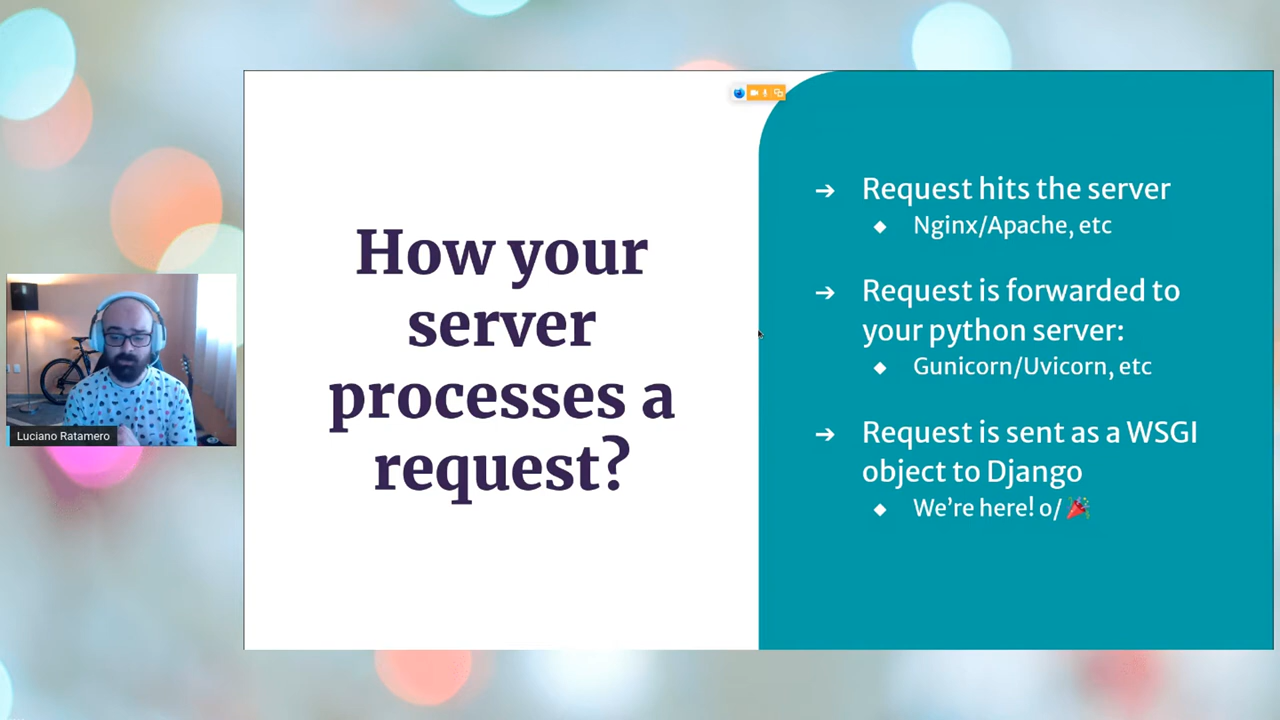 How your
server
processes a
request?
➔ Request hits the server
◆ Nginx/Apache, etc
➔ Request is forwarded to
your python server:
◆ Gunicorn/Uvicorn, etc
➔ Request is sent as a WSGI
object to Django
◆ We’re here! o/ 🎉
Luciano Ratamero